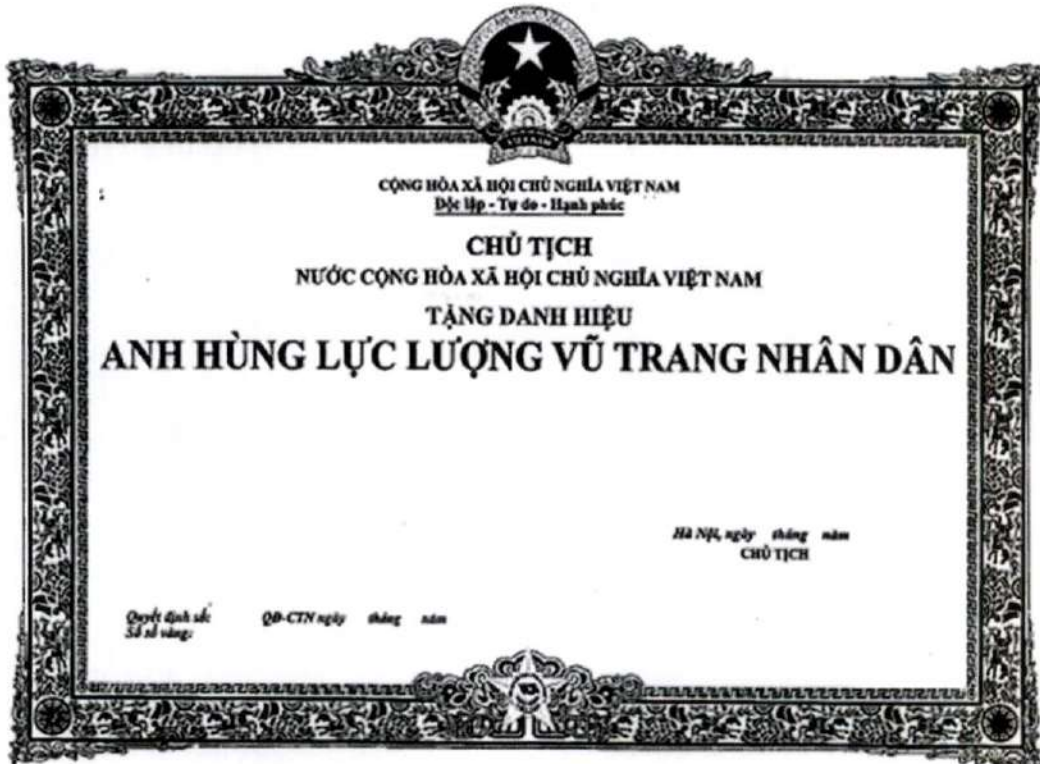 CỘNG HÒA XÃ HỘI CHỦ NGHĨA VIỆT NAM
Độc lập - Tự do - Hạnh phúc
CHỦ TỊCH
NƯỚC CỘNG HÒA XÃ HỘI CHỦ NGHĨA VIỆT NAM
TẶNG DANH HIỆU
ANH HÙNG LỰC LƯỢNG VŨ TRANG NHÂN DÂN
Hà Nội, ngày tháng năm
CHỦ TỊCH
Quyết định số: QĐ-CTN ngày tháng năm
Số sổ vàng: